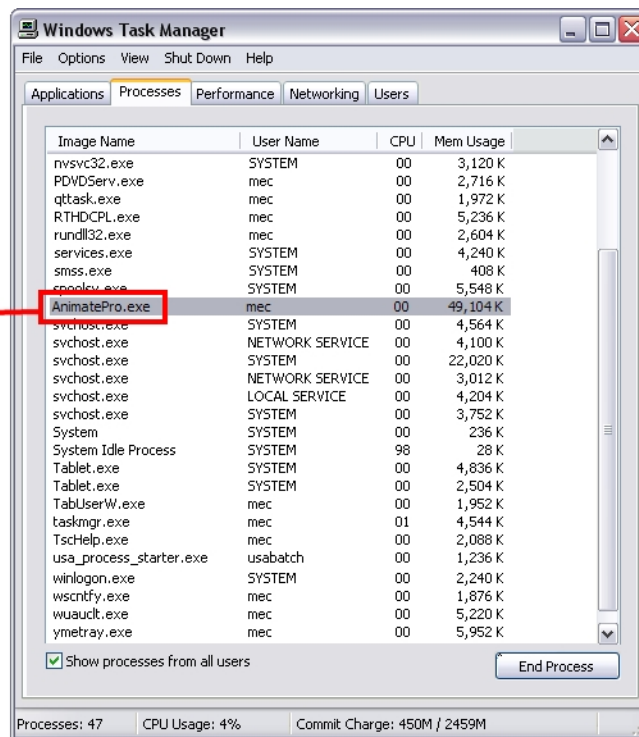 Windows Task Manager
File Options View Shut Down Help
Applications Processes Performance Networking Users
Image Name User Name CPU Mem Usage
nvsvc32.exe SYSTEM 00 3,120 K
PDVDServ.exe mec 00 2,716 K
qttask.exe mec 00 1,972 K
RTHDCPL.exe mec 00 5,236 K
rundll32.exe mec 00 2,604 K
services.exe SYSTEM 00 4,240 K
smss.exe SYSTEM 00 408 K
spoolsv.exe SYSTEM 00 5,548 K
AnimatePro.exe mec 00 49,104 K
svchost.exe SYSTEM 00 4,564 K
svchost.exe NETWORK SERVICE 00 4,100 K
svchost.exe SYSTEM 00 22,020 K
svchost.exe NETWORK SERVICE 00 3,012 K
svchost.exe LOCAL SERVICE 00 4,204 K
svchost.exe SYSTEM 00 3,752 K
System SYSTEM 00 236 K
System Idle Process SYSTEM 98 28 K
Tablet.exe SYSTEM 00 4,836 K
Tablet.exe SYSTEM 00 2,504 K
TabUserW.exe mec 00 1,952 K
taskmgr.exe mec 01 4,544 K
TscHelp.exe mec 00 2,088 K
usa_process_starter.exe usabatch 00 1,236 K
winlogon.exe SYSTEM 00 2,240 K
wscntfy.exe mec 00 1,876 K
wuauclt.exe mec 00 5,220 K
ymetray.exe mec 00 5,952 K
Show processes from all users End Process
Processes: 47 CPU Usage: 4% Commit Charge: 450M / 2459M